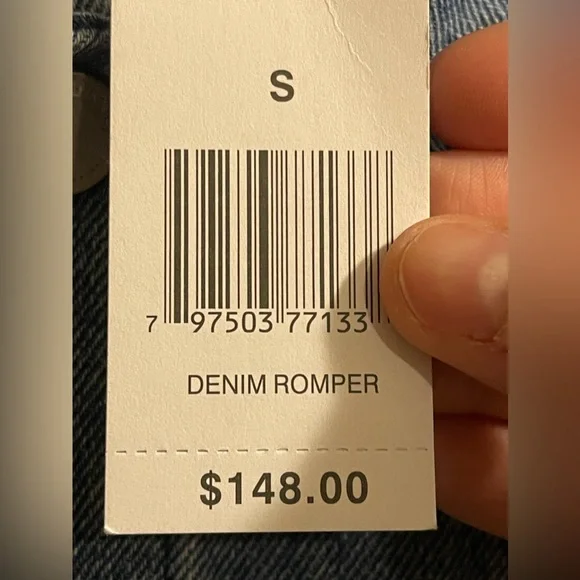 S
7 97503 77133
DENIM ROMPER
$148.00